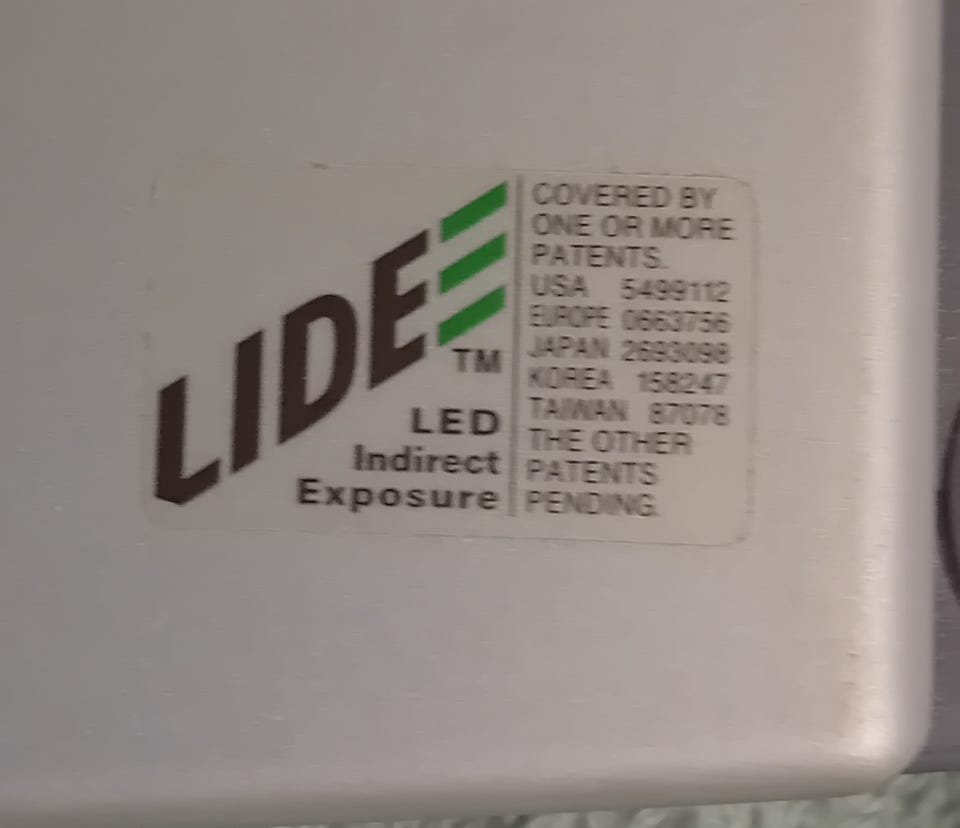 LIDE
TM
LED
Indirect
Exposure
COVERED BY
ONE OR MORE
PATENTS.
USA 5499112
EUROPE 0663756
JAPAN 2693098
KOREA 158247
TAIWAN 87078
THE OTHER
PATENTS
PENDING.